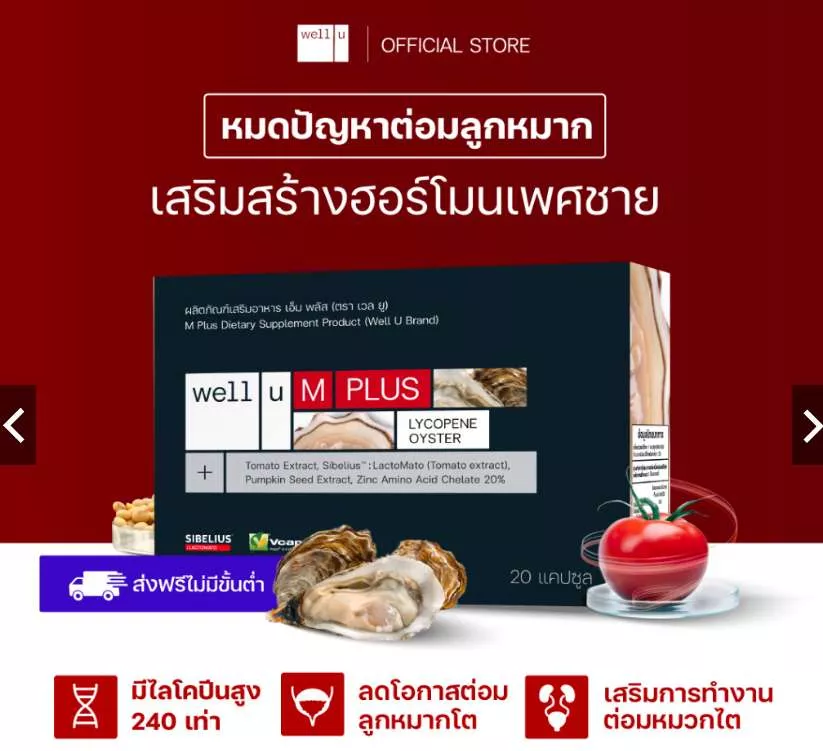 well u
OFFICIAL STORE
หมดปัญหาต่อมลูกหมาก
เสริมสร้างฮอร์โมนเพศชาย
ผลิตภัณฑ์เสริมอาหาร เอ็ม พลัส (ตรา เวล ยู)
M Plus Dietary Supplement Product (Well U Brand)
well u M PLUS
LYCOPENE
OYSTER
+
Tomato Extract, Sibelius™:LactoMato (Tomato extract),
Pumpkin Seed Extract, Zinc Amino Acid Chelate 20%
SIBELIUS
Vcap
20 แคปซูล
ส่งฟรีไม่มีขั้นต่ำ
มีไลโคปีนสูง
240 เท่า
ลดโอกาสต่อม
ลูกหมากโต
เสริมการทำงาน
ต่อมหมวกไต